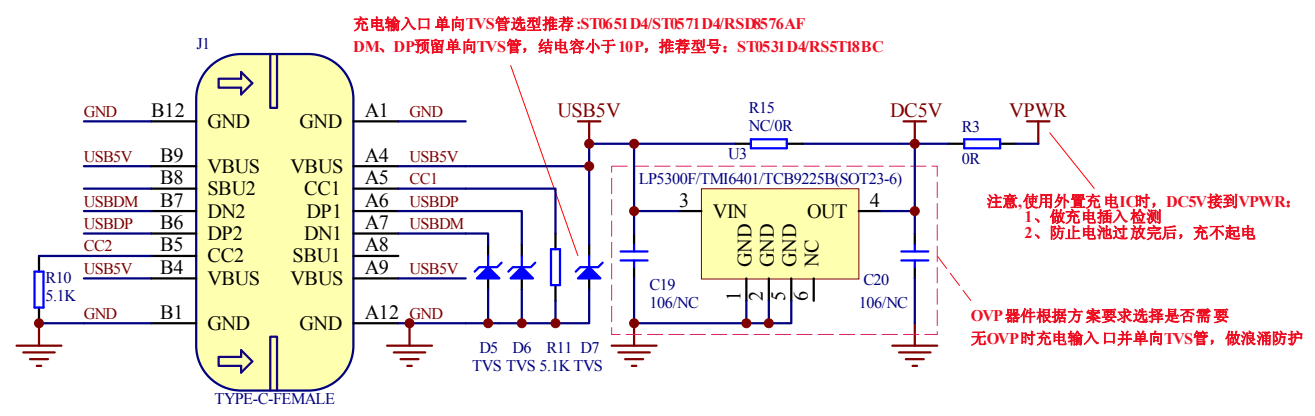 充电输入口 单向TVS管选型推荐:ST0651D4/ST0571D4/RSD8576AF
DM、DP预留单向TVS管，结电容小于10P，推荐型号：ST0531D4/RS5T18BC
J1
GND B12 GND GND A1 GND
USB5V B9 VBUS VBUS A4 USB5V
B8 SBU2 CC1 A5 CC1
USBDM B7 DN2 DP1 A6 USBDP
USBDP B6 DP2 DN1 A7 USBDM
CC2 B5 CC2 SBU1 A8
USB5V B4 VBUS VBUS A9 USB5V
GND B1 GND GND A12 GND
R10
5.1K
TYPE-C-FEMALE
D5
TVS
D6
TVS
R11
5.1K
D7
TVS
USB5V
R15
NC/0R
U3
LP5300F/TMI6401/TCB9225B(SOT23-6)
3 VIN OUT 4
GND GND GND NC
1 2 5 6
C19
106/NC
C20
106/NC
DC5V
R3
0R
VPWR
注意,使用外置充电IC时，DC5V接到VPWR:
1、做充电插入检测
2、防止电池过放完后，充不起电
OVP器件根据方案要求选择是否需要
无OVP时充电输入口并单向TVS管，做浪涌防护